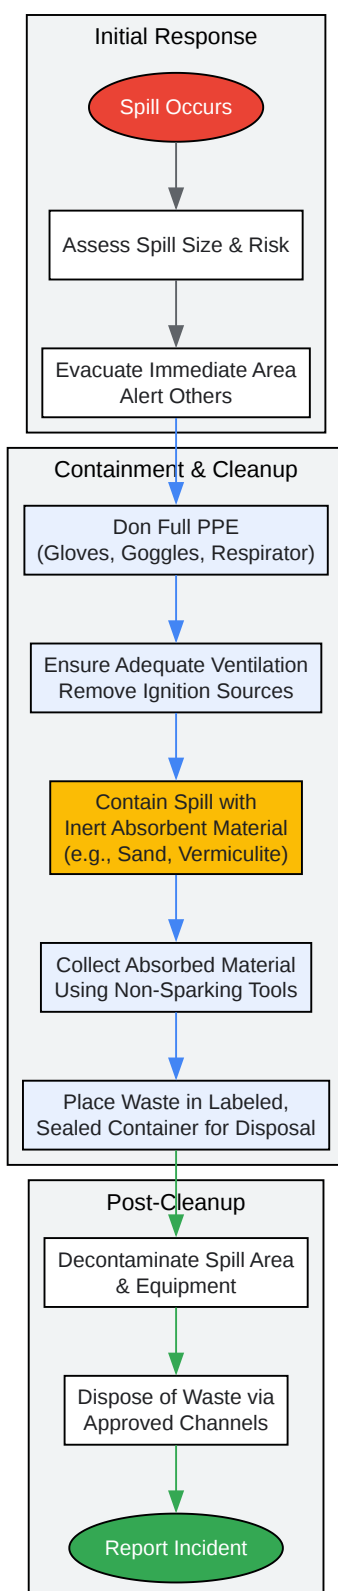 Initial Response
Spill Occurs
Assess Spill Size & Risk
Evacuate Immediate Area
Alert Others
Containment & Cleanup
Don Full PPE
(Gloves, Goggles, Respirator)
Ensure Adequate Ventilation
Remove Ignition Sources
Contain Spill with
Inert Absorbent Material
(e.g., Sand, Vermiculite)
Collect Absorbed Material
Using Non-Sparking Tools
Place Waste in Labeled,
Sealed Container for Disposal
Post-Cleanup
Decontaminate Spill Area
& Equipment
Dispose of Waste via
Approved Channels
Report Incident